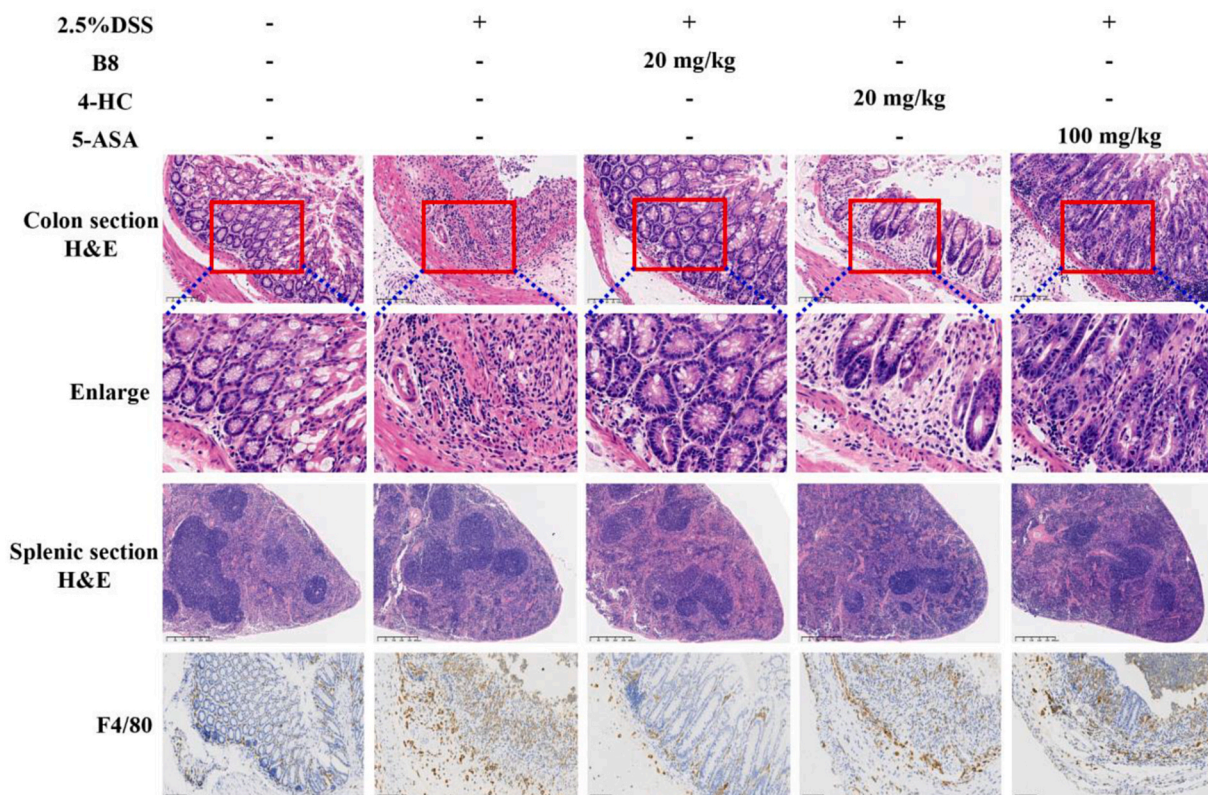 2.5%DSS - + + + +
B8 - - 20 mg/kg - -
4-HC - - - 20 mg/kg -
5-ASA - - - - 100 mg/kg
Colon section
H&E
Enlarge
Splenic section
H&E
F4/80